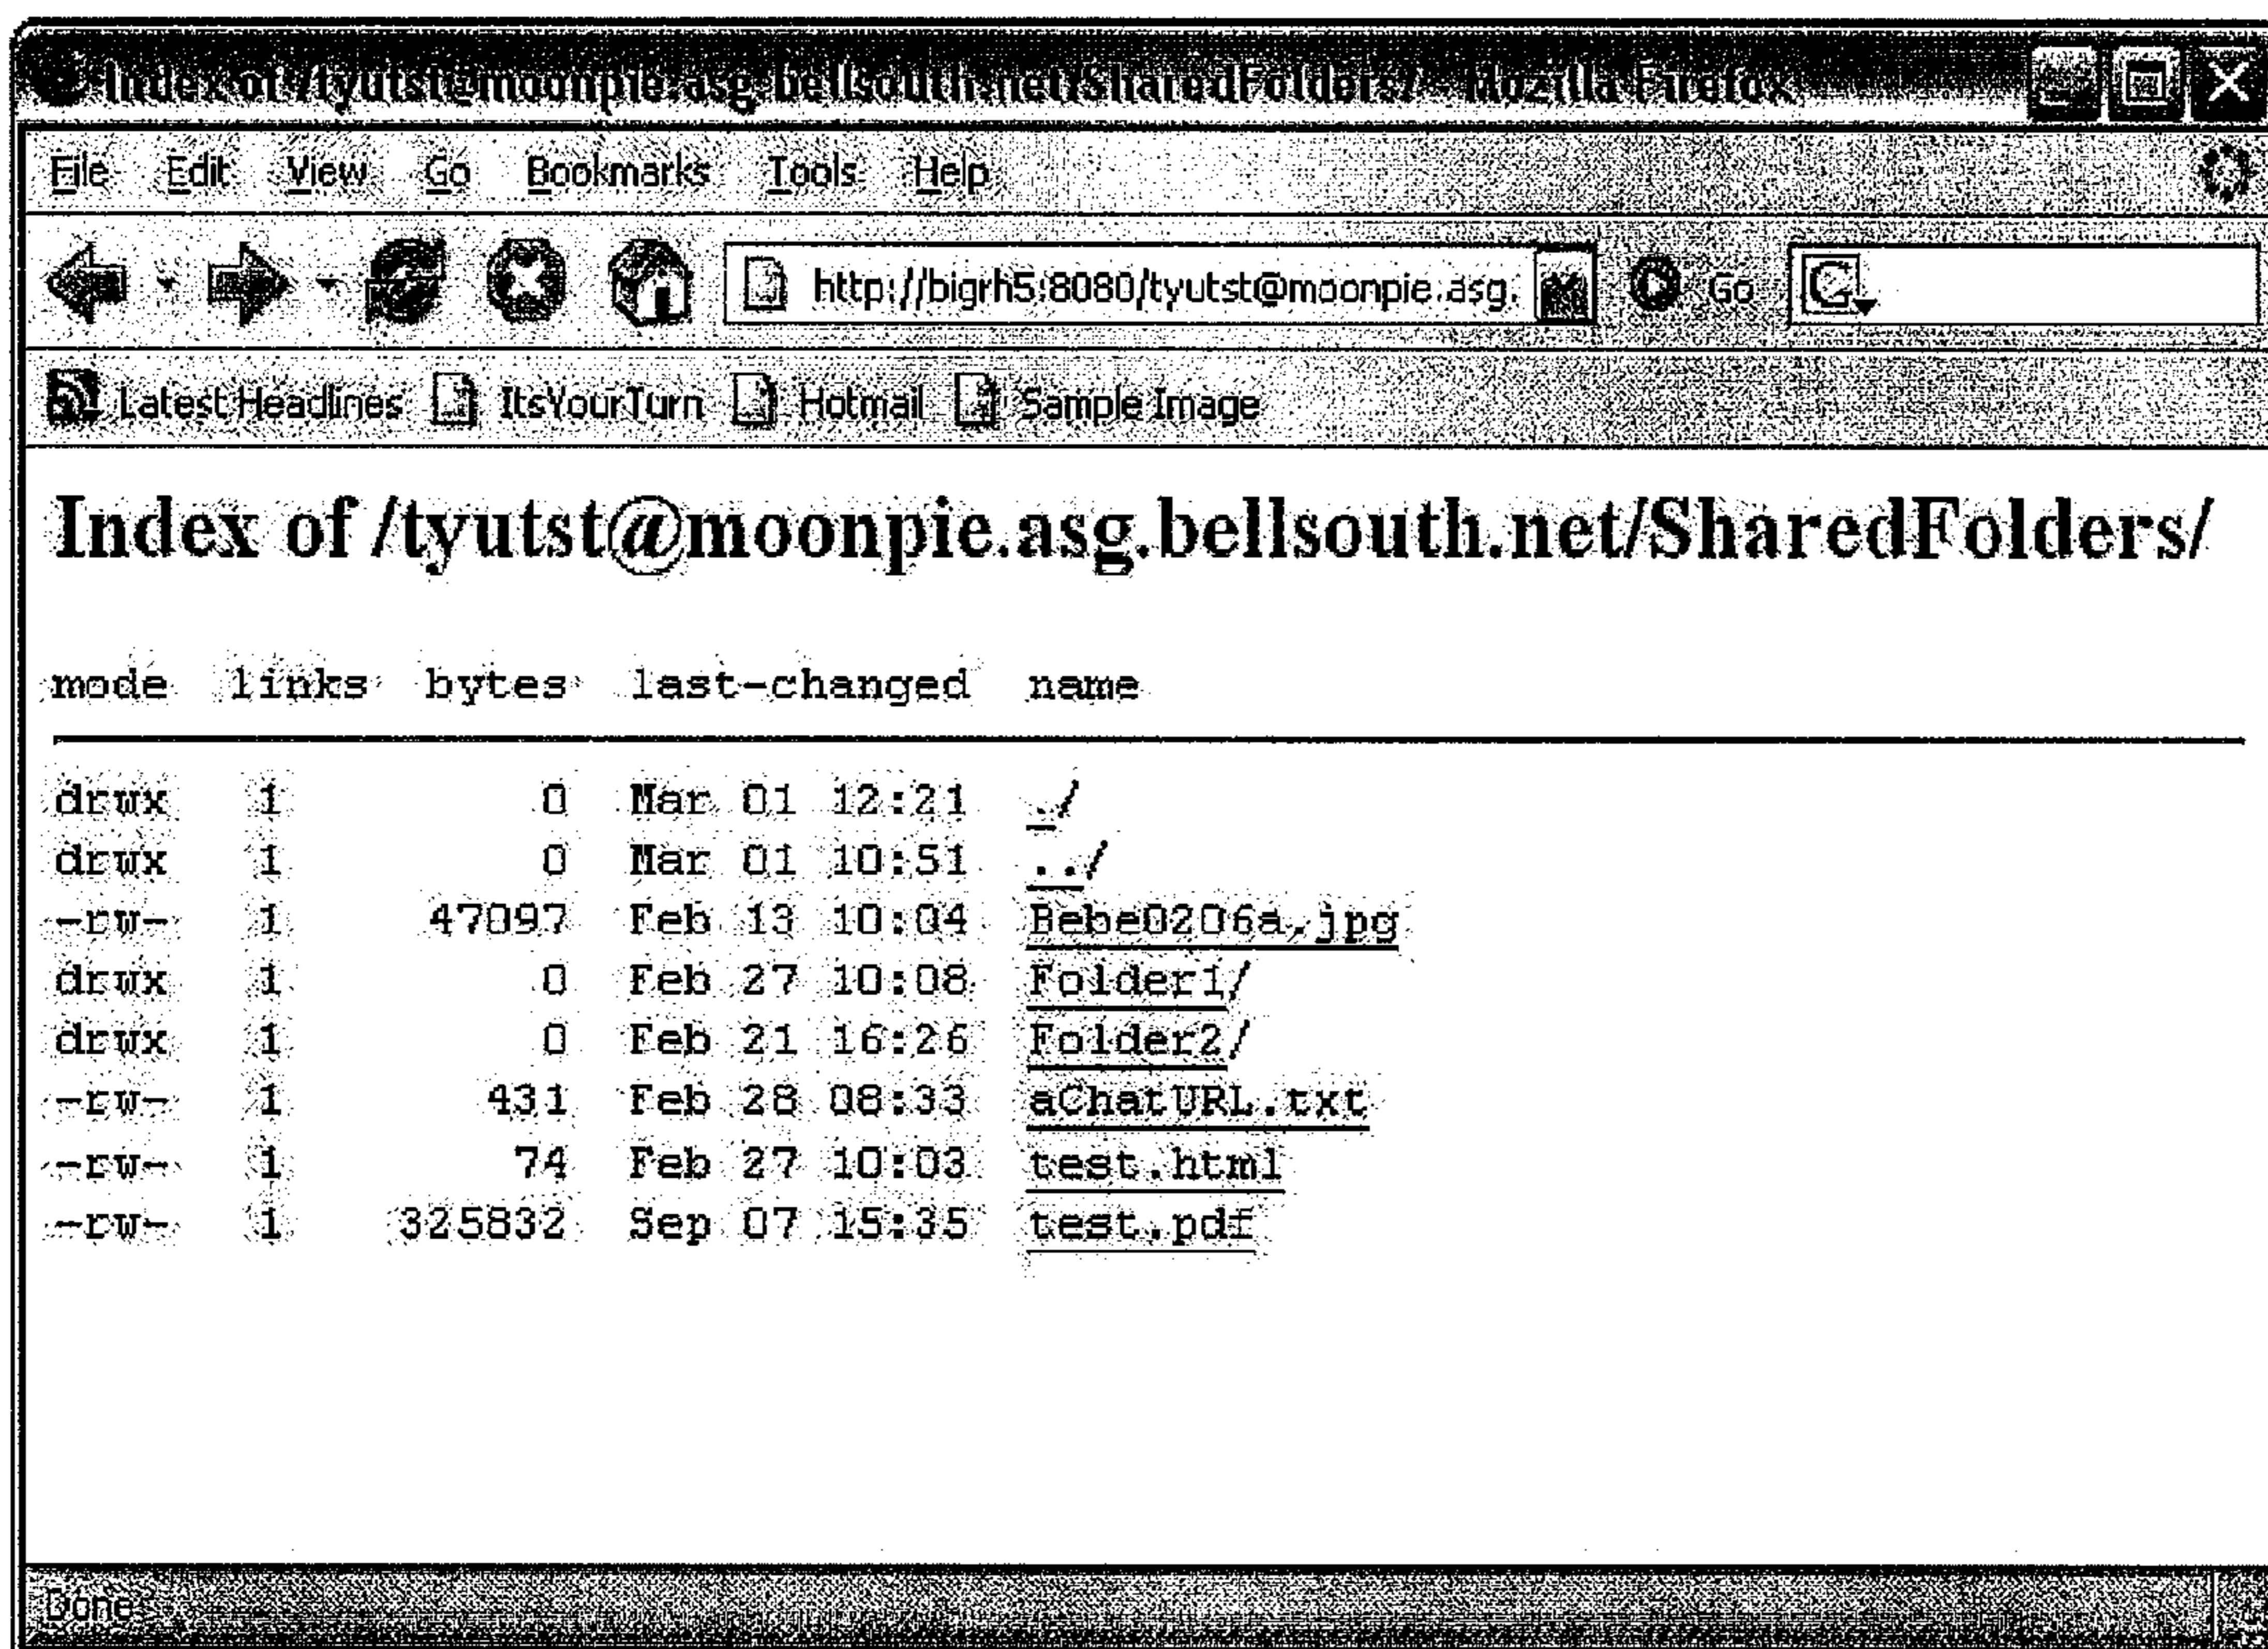 Index of /tyutst@moonpie.asg.bellsouth.net/SharedFolders/ - Mozilla Firefox
File Edit View Go Bookmarks Tools Help
http://bigrh5:8080/tyutst@moonpie.asg. Go G
Latest Headlines ItsYourTurn Hotmail Sample Image
Index of /tyutst@moonpie.asg.bellsouth.net/SharedFolders/
mode links bytes last-changed name
drwx 1 0 Mar 01 12:21 ./
drwx 1 0 Mar 01 10:51 ../
-rw- 1 47097 Feb 13 10:04 Bebe0206a.jpg
drwx 1 0 Feb 27 10:08 Folder1/
drwx 1 0 Feb 21 16:26 Folder2/
-rw- 1 431 Feb 28 08:33 aChatURL.txt
-rw- 1 74 Feb 27 10:03 test.html
-rw- 1 325832 Sep 07 15:35 test.pdf
Done